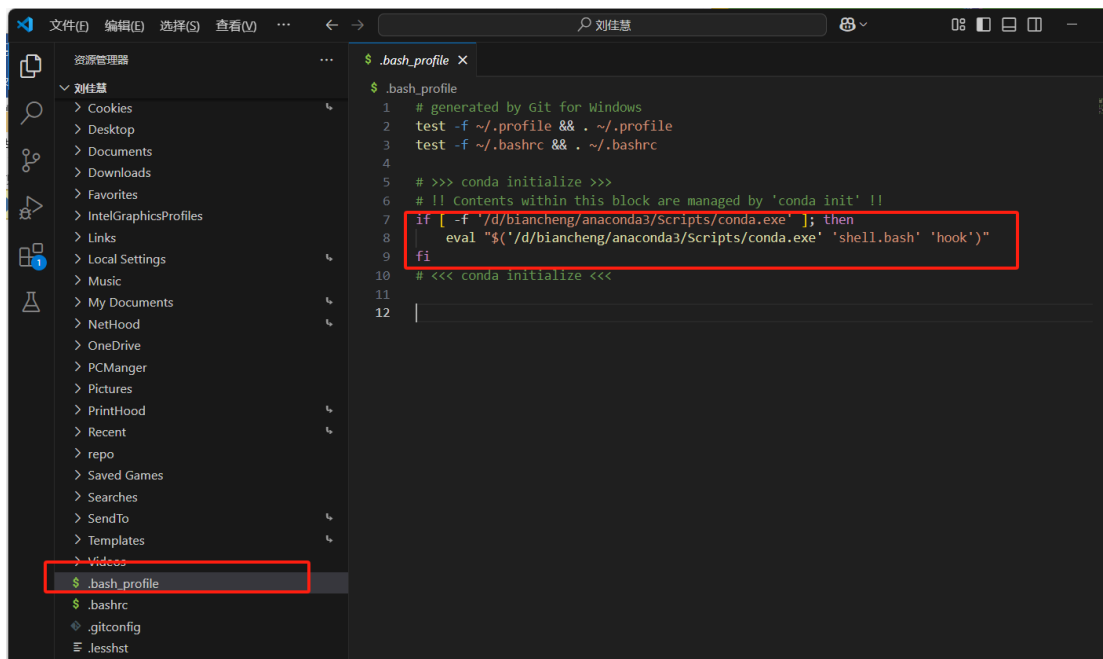 文件(F) 编辑(E) 选择(S) 查看(V) ··· ← → 刘佳慧
资源管理器 ···
刘佳慧
Cookies
Desktop
Documents
Downloads
Favorites
IntelGraphicsProfiles
Links
Local Settings
Music
My Documents
NetHood
OneDrive
PCManger
Pictures
PrintHood
Recent
repo
Saved Games
Searches
SendTo
Templates
Videos
$ .bash_profile
$ .bashrc
.gitconfig
.lesshst
1
$ .bash_profile ×
$ .bash_profile
1 # generated by Git for Windows
2 test -f ~/.profile && . ~/.profile
3 test -f ~/.bashrc && . ~/.bashrc
4
5 # >>> conda initialize >>>
6 # !! Contents within this block are managed by 'conda init' !!
7 if [ -f '/d/biancheng/anaconda3/Scripts/conda.exe' ]; then
8 eval "$('/d/biancheng/anaconda3/Scripts/conda.exe' 'shell.bash' 'hook')"
9 fi
10 # <<< conda initialize <<<
11
12